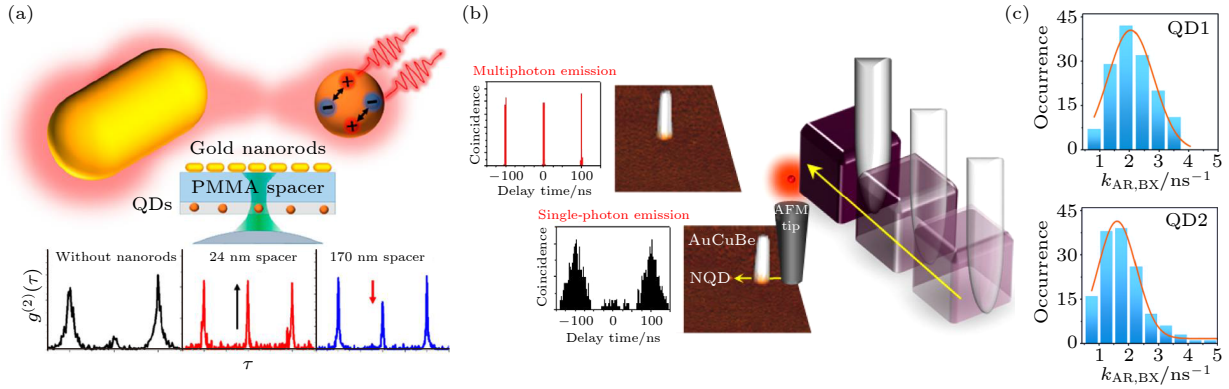 (a)
Gold nanorods
PMMA spacer
QDs
Without nanorods
24 nm spacer
170 nm spacer
g(2)(τ)
τ
(b)
Multiphoton emission
Coincidence
−100 0 100
Delay time/ns
Single-photon emission
Coincidence
−100 0 100
Delay time/ns
AuCuBe
NQD
AFM
tip
(c)
QD1
Occurrence
45
30
15
0
1 2 3 4 5
kAR,BX/ns−1
QD2
Occurrence
45
30
15
0
1 2 3 4 5
kAR,BX/ns−1